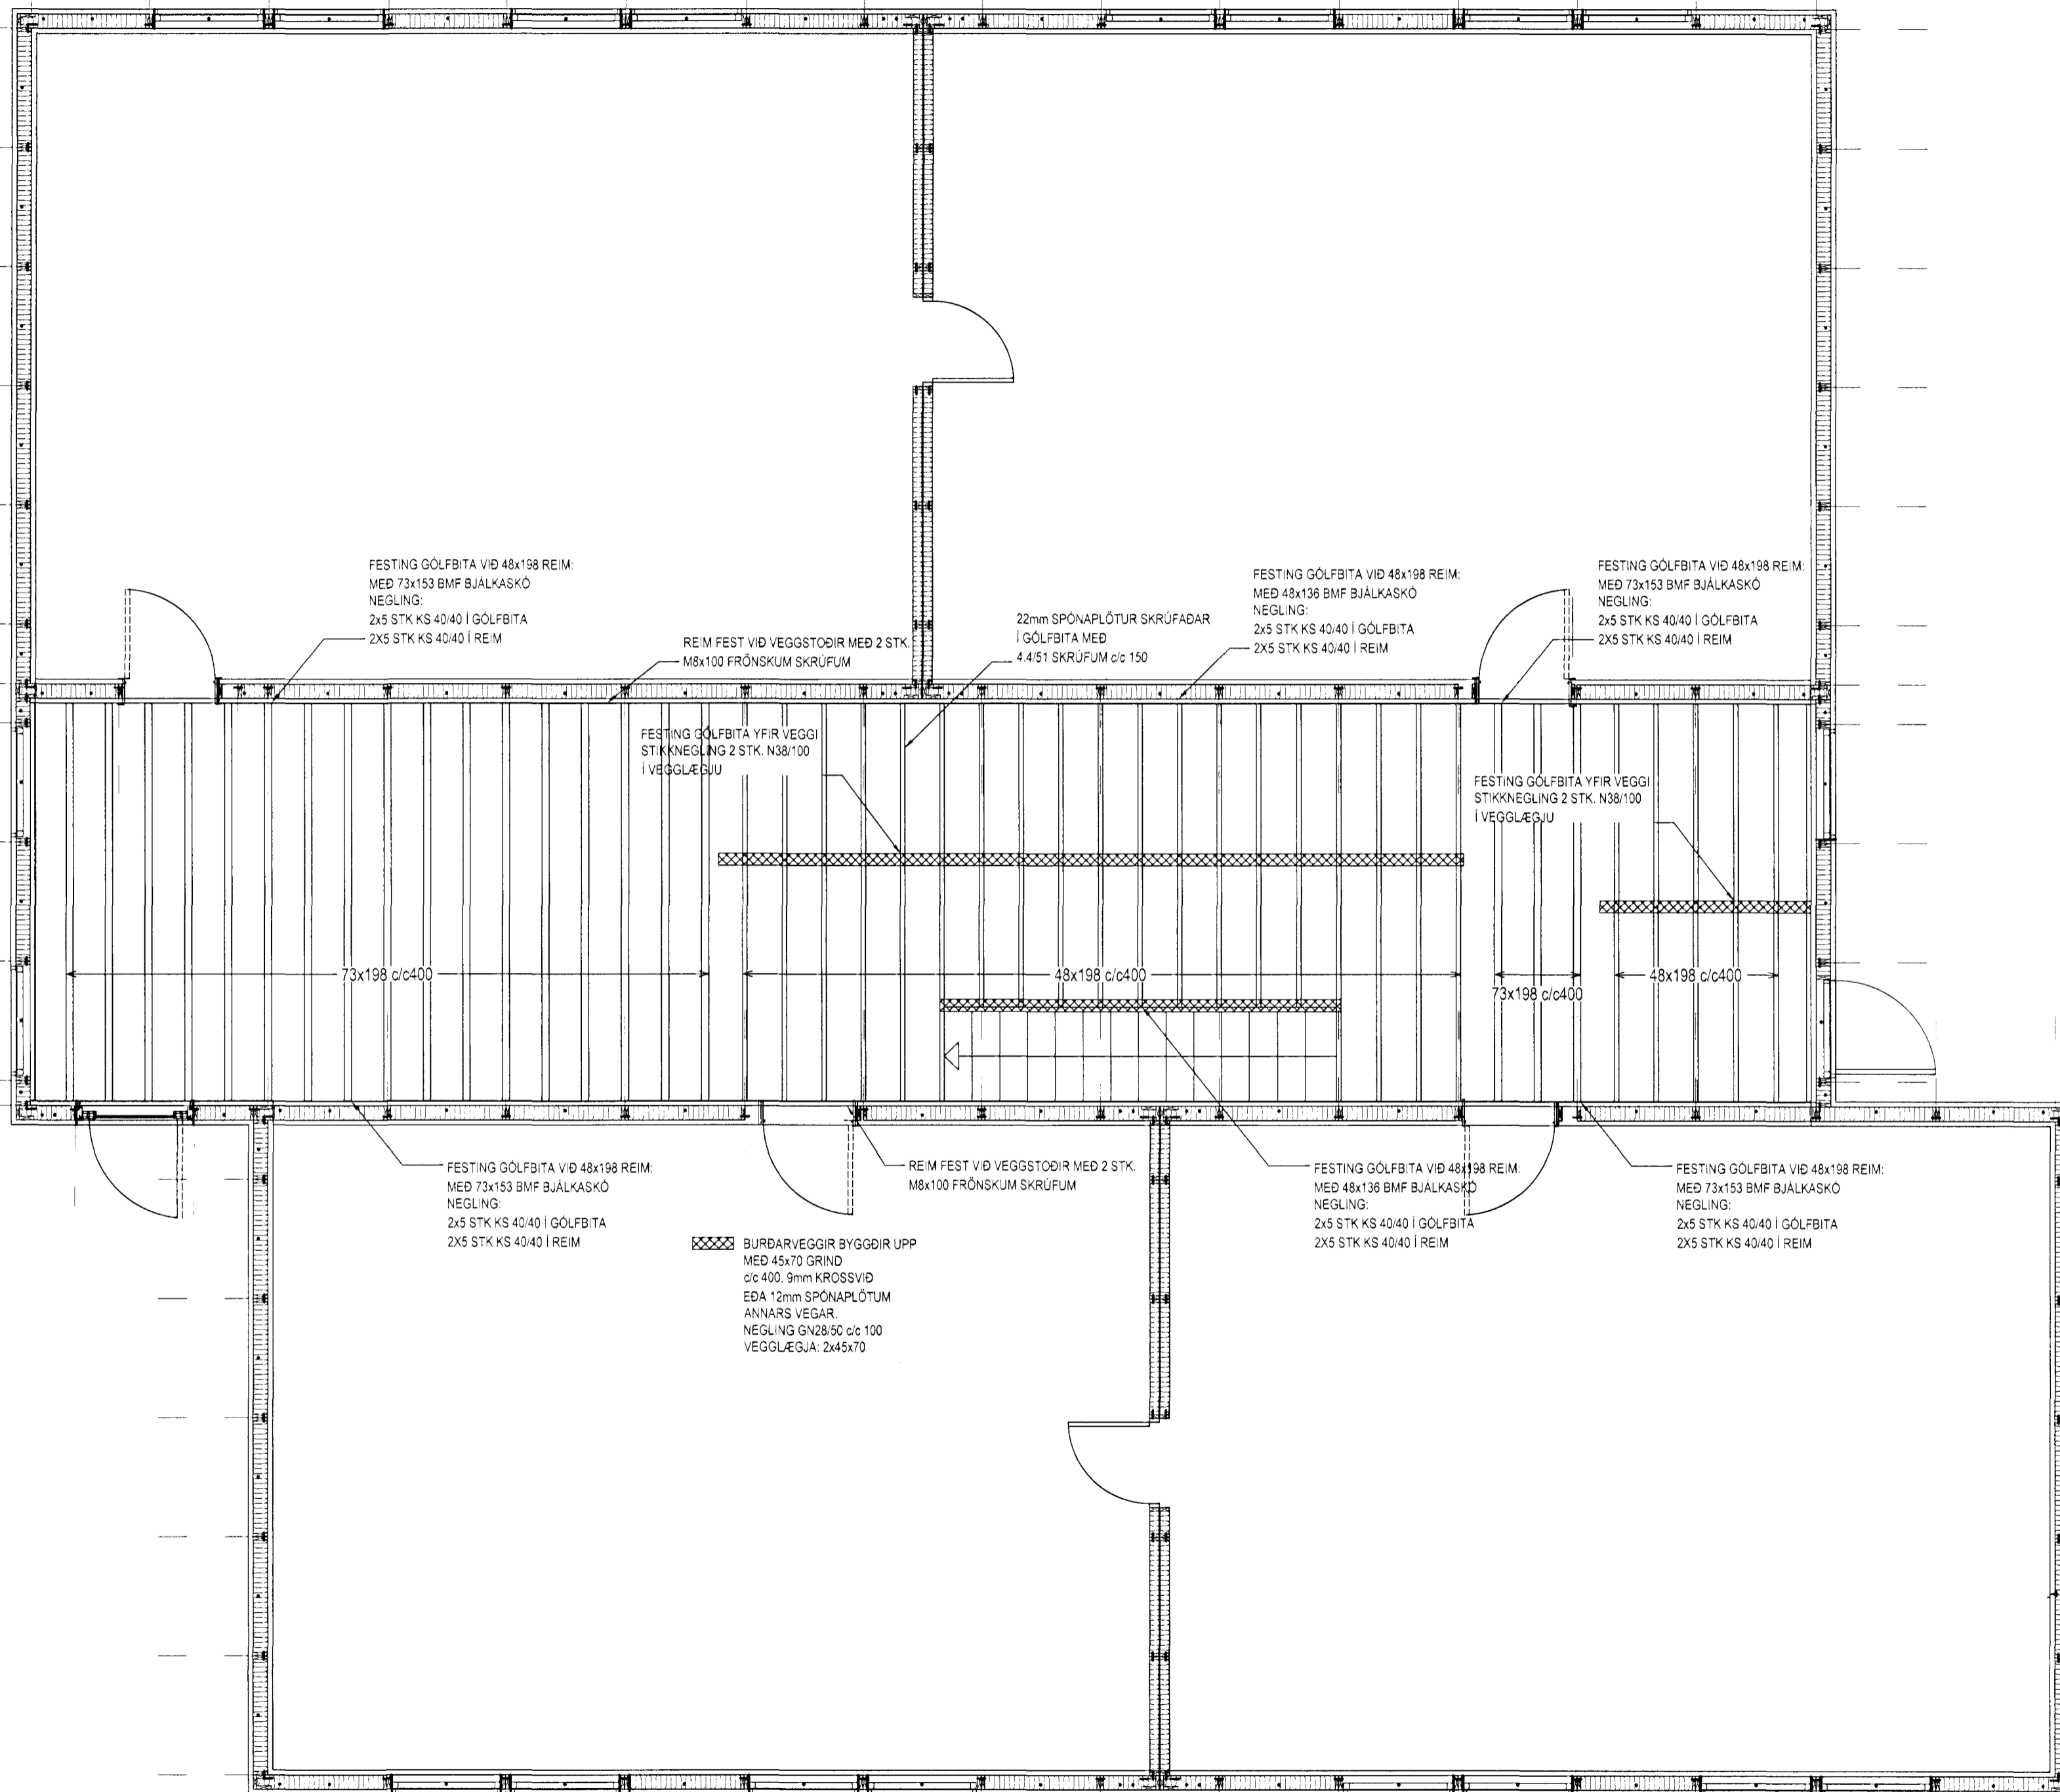 FESTING GÓLFBITA VIÐ 48x198 REIM:
MEÐ 73x153 BMF BJÁLKASKÓ
NEGLING:
2x5 STK KS 40/40 Í GÓLFBITA
2X5 STK KS 40/40 Í REIM
REIM FEST VIÐ VEGGSTOÐIR MEÐ 2 STK.
M8x100 FRÖNSKUM SKRÚFUM
22mm SPÓNAPLÖTUR SKRÚFAÐAR
Í GÓLFBITA MEÐ
4.4/51 SKRÚFUM c/c 150
FESTING GÓLFBITA VIÐ 48x198 REIM:
MEÐ 48x136 BMF BJÁLKASKÓ
NEGLING:
2x5 STK KS 40/40 Í GÓLFBITA
2X5 STK KS 40/40 Í REIM
FESTING GÓLFBITA VIÐ 48x198 REIM:
MEÐ 73x153 BMF BJÁLKASKÓ
NEGLING:
2x5 STK KS 40/40 Í GÓLFBITA
2X5 STK KS 40/40 Í REIM
FESTING GÓLFBITA YFIR VEGGI
STIKKNEGLING 2 STK. N38/100
Í VEGGLÆGJU
FESTING GÓLFBITA YFIR VEGGI
STIKKNEGLING 2 STK. N38/100
Í VEGGLÆGJU
73x198 c/c400
48x198 c/c400
73x198 c/c400
48x198 c/c400
FESTING GÓLFBITA VIÐ 48x198 REIM:
MEÐ 73x153 BMF BJÁLKASKÓ
NEGLING:
2x5 STK KS 40/40 Í GÓLFBITA
2X5 STK KS 40/40 Í REIM
REIM FEST VIÐ VEGGSTOÐIR MEÐ 2 STK.
M8x100 FRÖNSKUM SKRÚFUM
FESTING GÓLFBITA VIÐ 48x198 REIM:
MEÐ 48x136 BMF BJÁLKASKÓ
NEGLING:
2x5 STK KS 40/40 Í GÓLFBITA
2X5 STK KS 40/40 Í REIM
FESTING GÓLFBITA VIÐ 48x198 REIM:
MEÐ 73x153 BMF BJÁLKASKÓ
NEGLING:
2x5 STK KS 40/40 Í GÓLFBITA
2X5 STK KS 40/40 Í REIM
BURÐARVEGGIR BYGGÐIR UPP
MEÐ 45x70 GRIND
c/c 400. 9mm KROSSVIÐ
EÐA 12mm SPÓNAPLÖTUM
ANNARS VEGAR.
NEGLING GN28/50 c/c 100
VEGGLÆGJA: 2x45x70